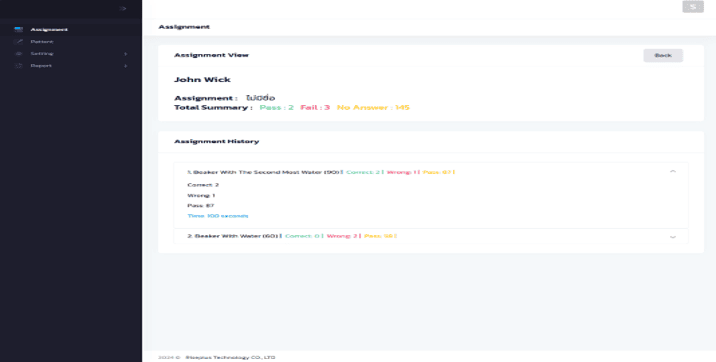 S
Assignment
Patient
Setting
Report
Assignment
Assignment View
Back
John Wick
Assignment : ไม่มีชื่อ
Total Summary : Pass : 2 Fail : 3 No Answer : 145
Assignment History
1. Beaker With The Second Most Water (90) [ Correct: 2 ] [ Wrong: 1 ] [ Pass: 87 ]
Correct: 2
Wrong: 1
Pass: 87
Time: 100 seconds
2. Beaker With Water (60) [ Correct: 0 ] [ Wrong: 2 ] [ Pass: 58 ]
2024 © Technology CO., LTD